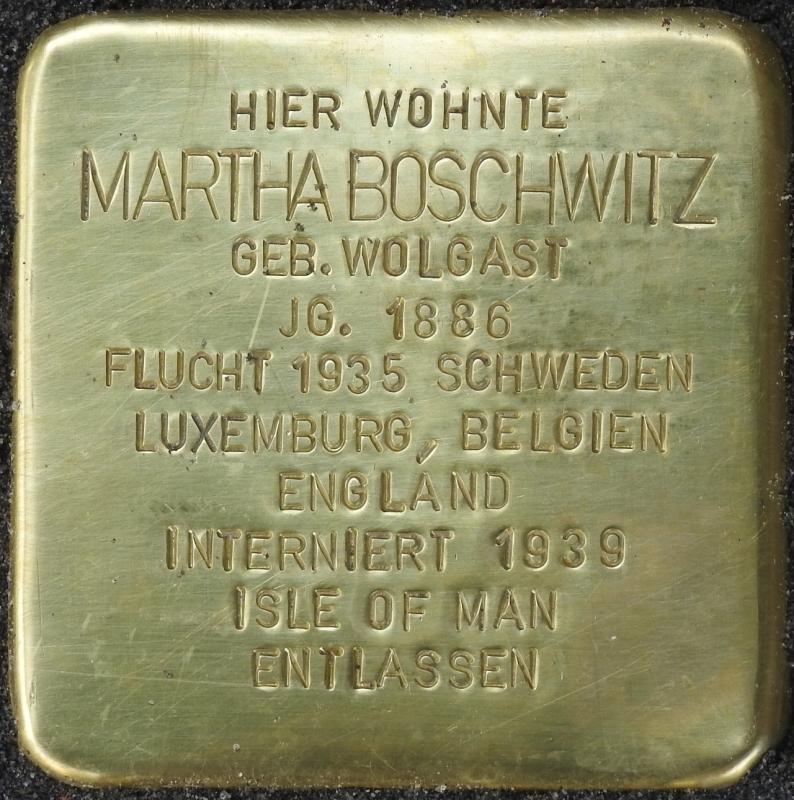 HIER WOHNTE
MARTHA BOSCHWITZ
GEB. WOLGAST
JG. 1886
FLUCHT 1935 SCHWEDEN
LUXEMBURG, BELGIEN
ENGLAND
INTERNIERT 1939
ISLE OF MAN
ENTLASSEN